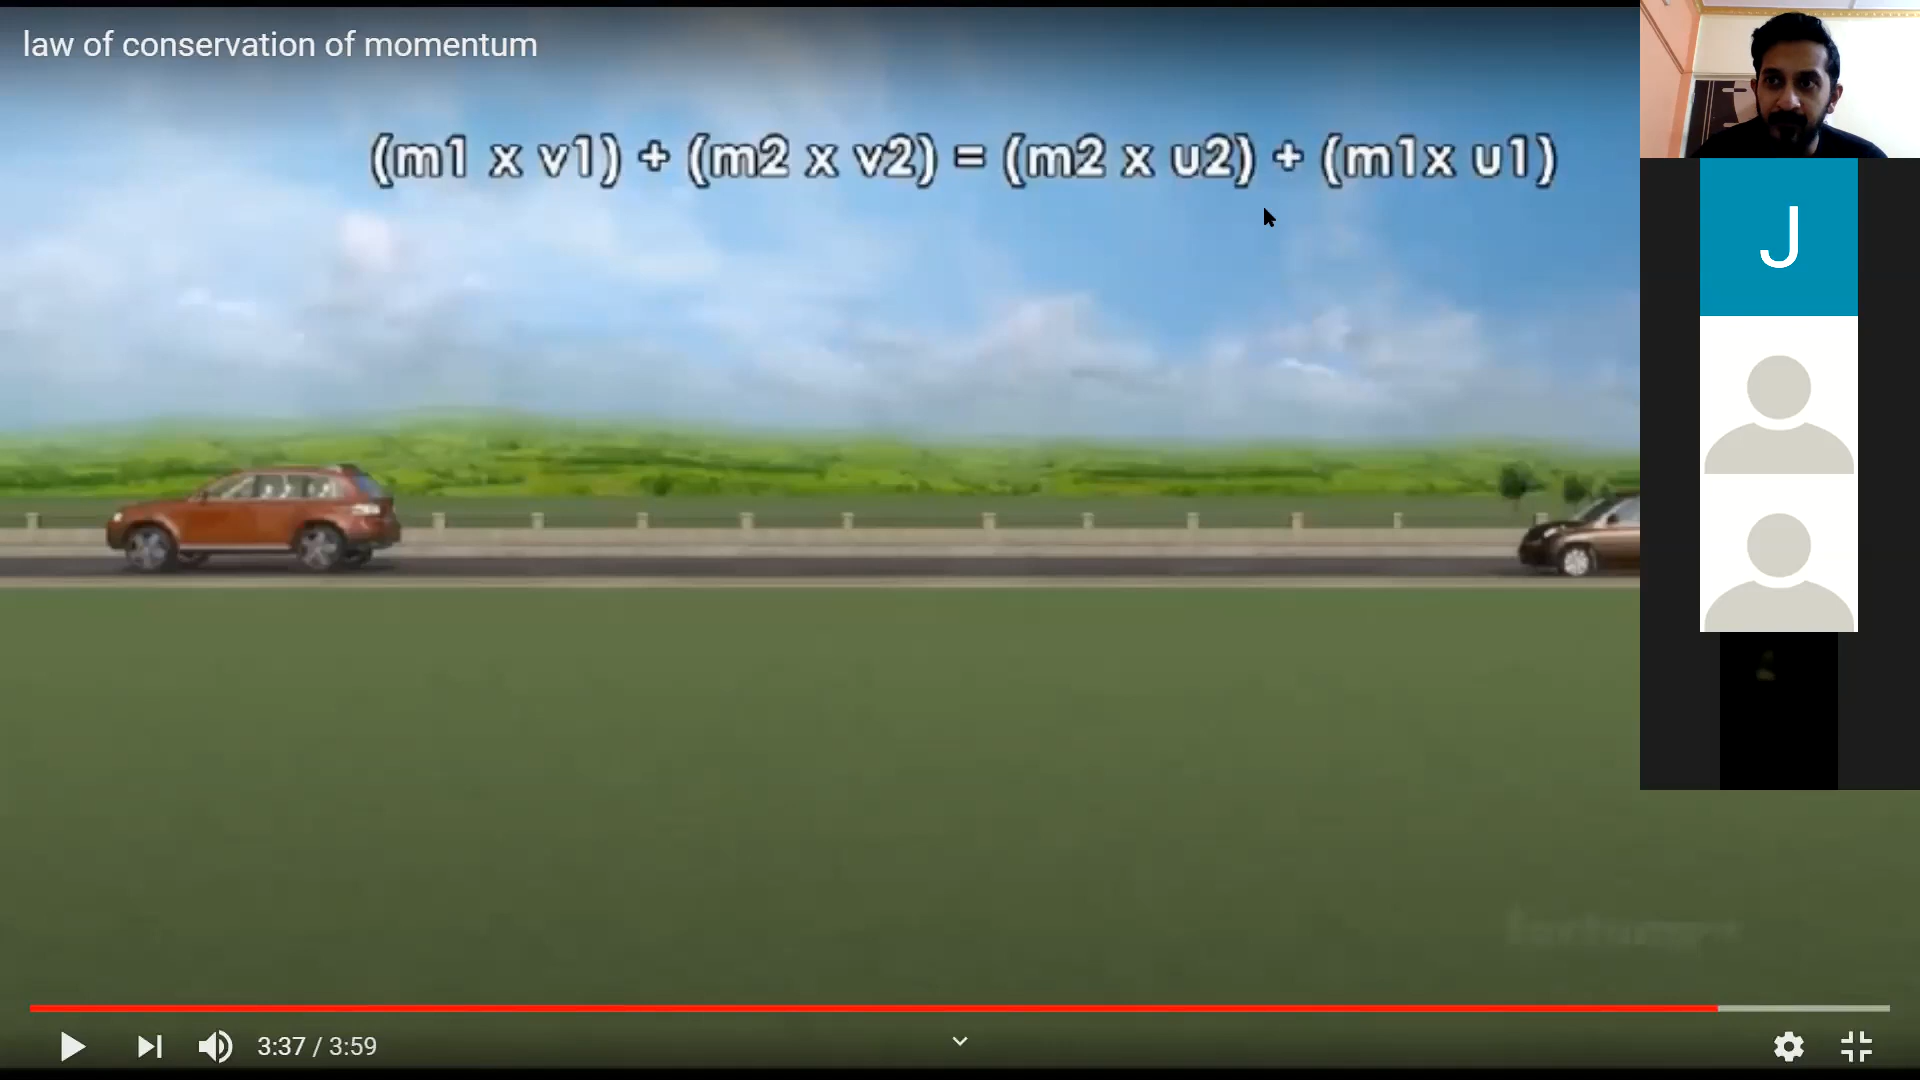 law of conservation of momentum
(m1 x v1) + (m2 x v2) = (m2 x u2) + (m1x u1)
J
3:37 / 3:59